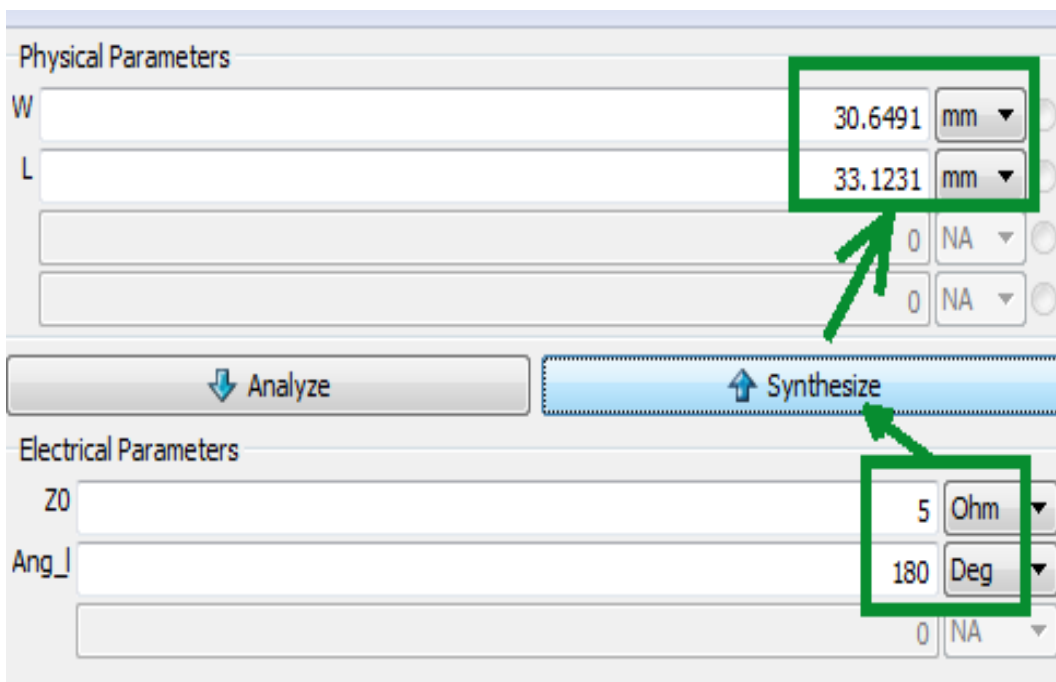 Physical Parameters
W 30.6491 mm
L 33.1231 mm
0 NA
0 NA
Analyze Synthesize
Electrical Parameters
Z0 5 Ohm
Ang_l 180 Deg
0 NA